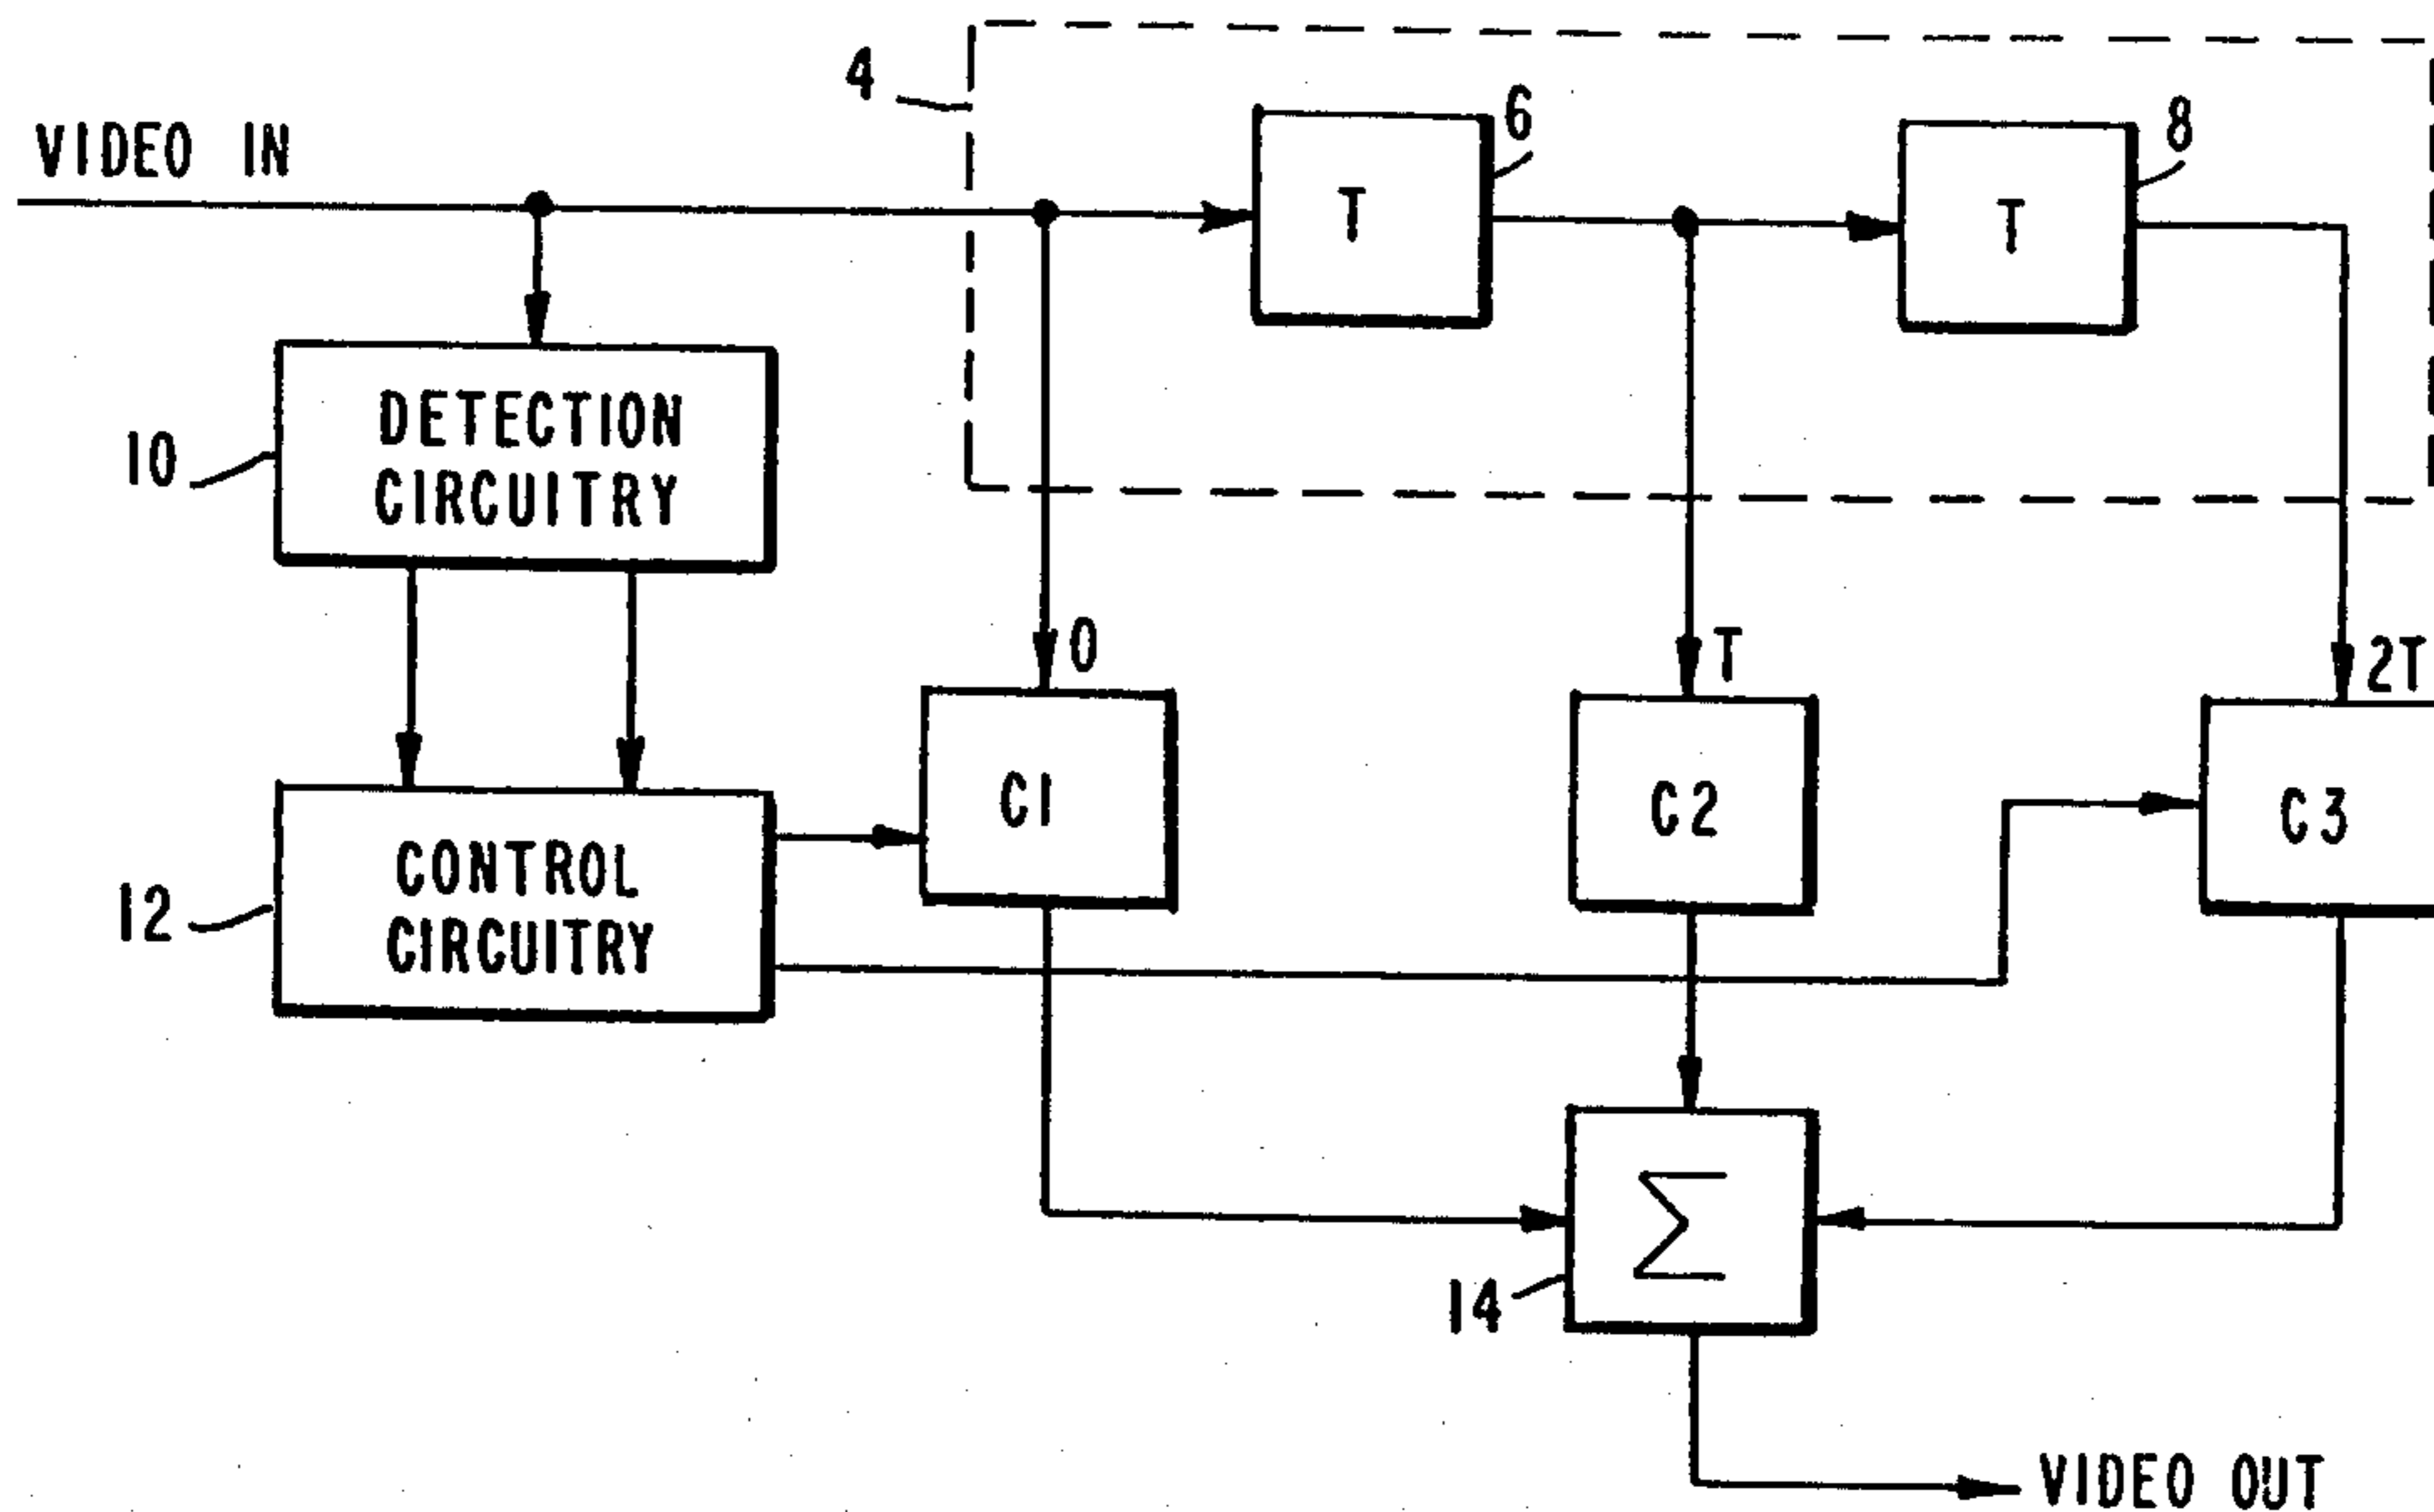 4
6
8
VIDEO IN
T
T
DETECTION
CIRCUITRY
10
0
T
2T
C1
C2
C3
CONTROL
CIRCUITRY
12
Σ
14
VIDEO OUT